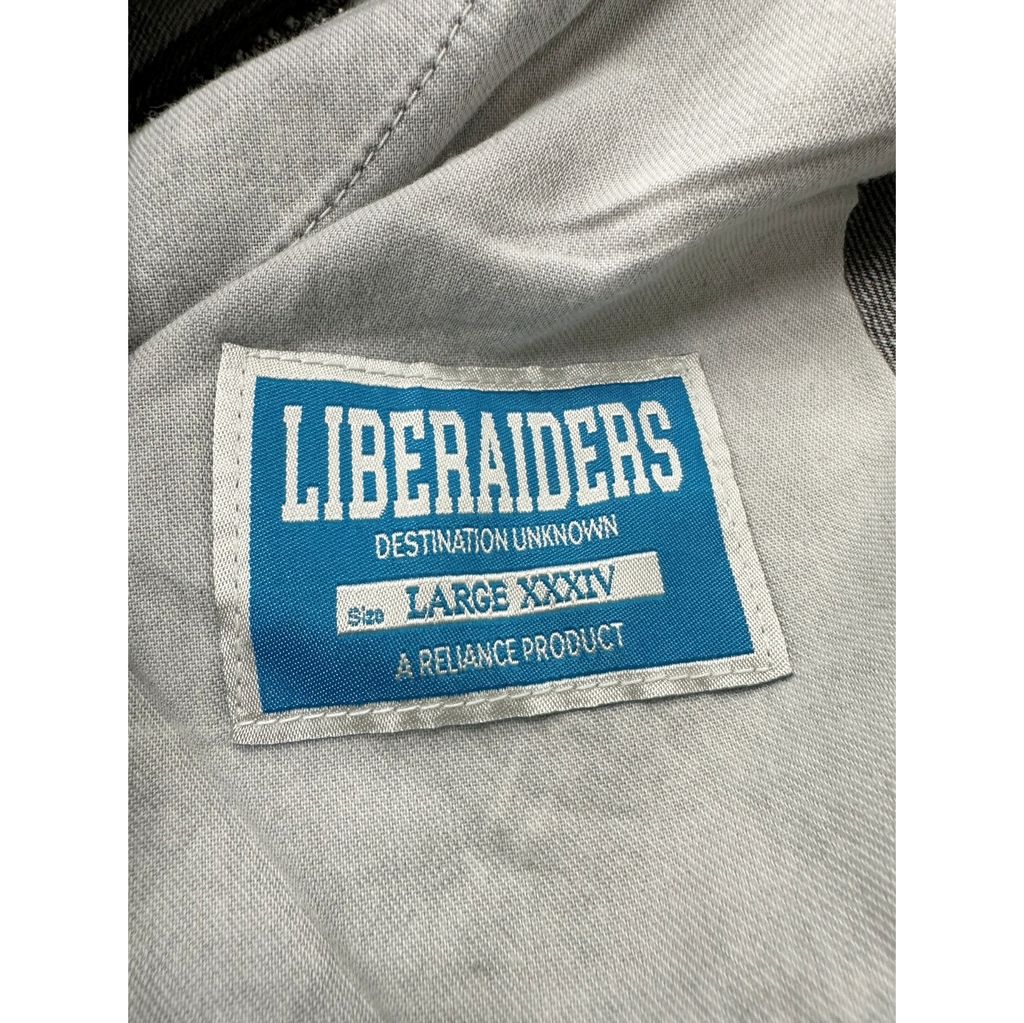 LIBERAIDERS
DESTINATION UNKNOWN
Size LARGE XXXIV
A RELIANCE PRODUCT